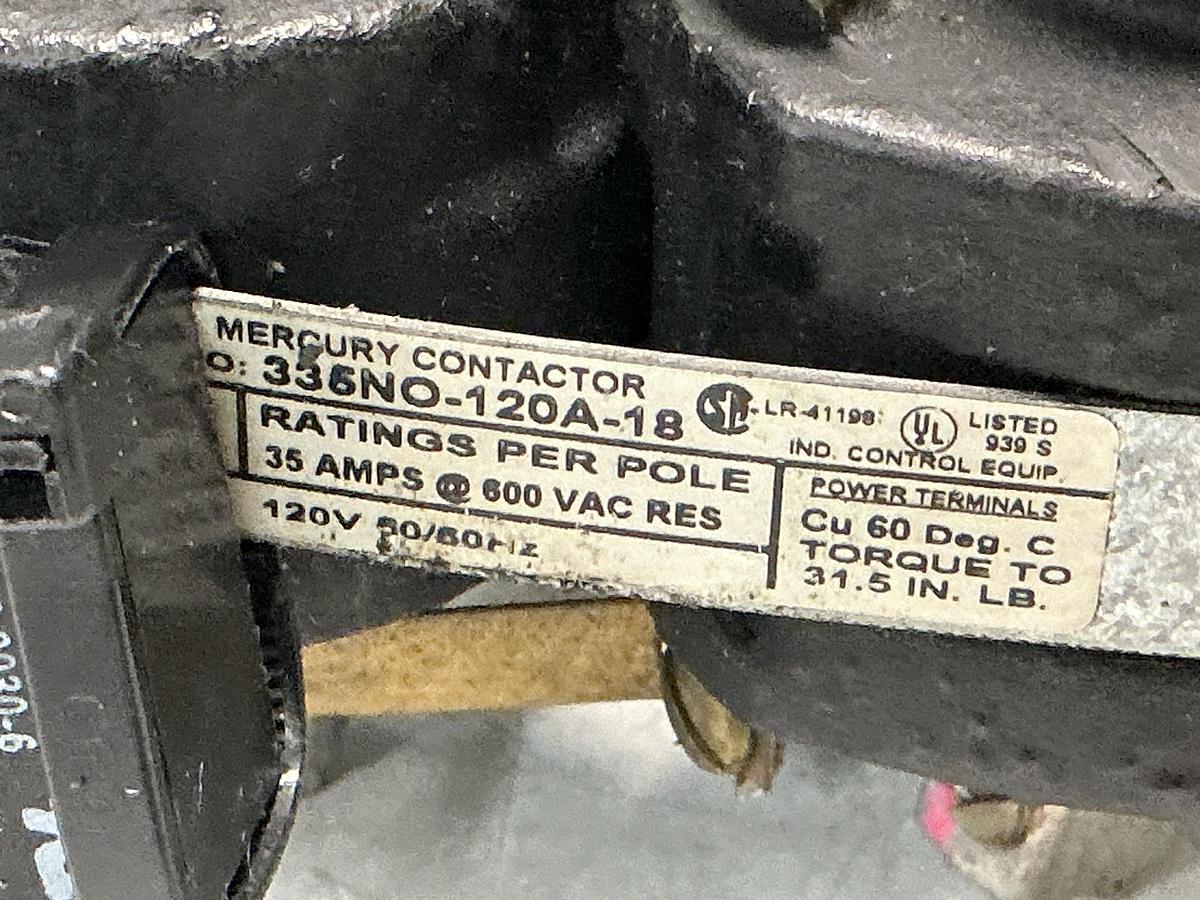 MERCURY CONTACTOR
O: 335NO-120A-18
LR-41198
UL
LISTED
939 S
IND. CONTROL EQUIP.
RATINGS PER POLE
35 AMPS @ 600 VAC RES
120V 50/60Hz
POWER TERMINALS
Cu 60 Deg. C
TORQUE TO
31.5 IN. LB.